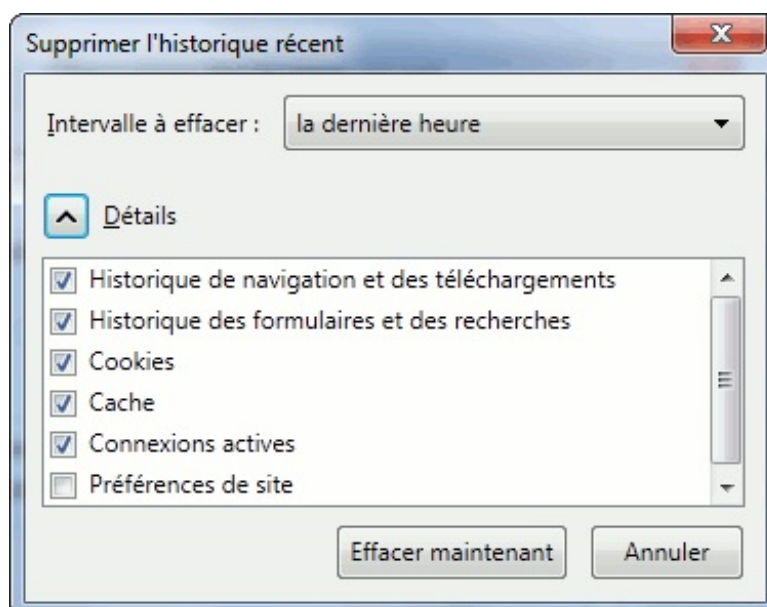 Supprimer l'historique récent
Intervalle à effacer : la dernière heure
Détails
Historique de navigation et des téléchargements
Historique des formulaires et des recherches
Cookies
Cache
Connexions actives
Préférences de site
Effacer maintenant Annuler